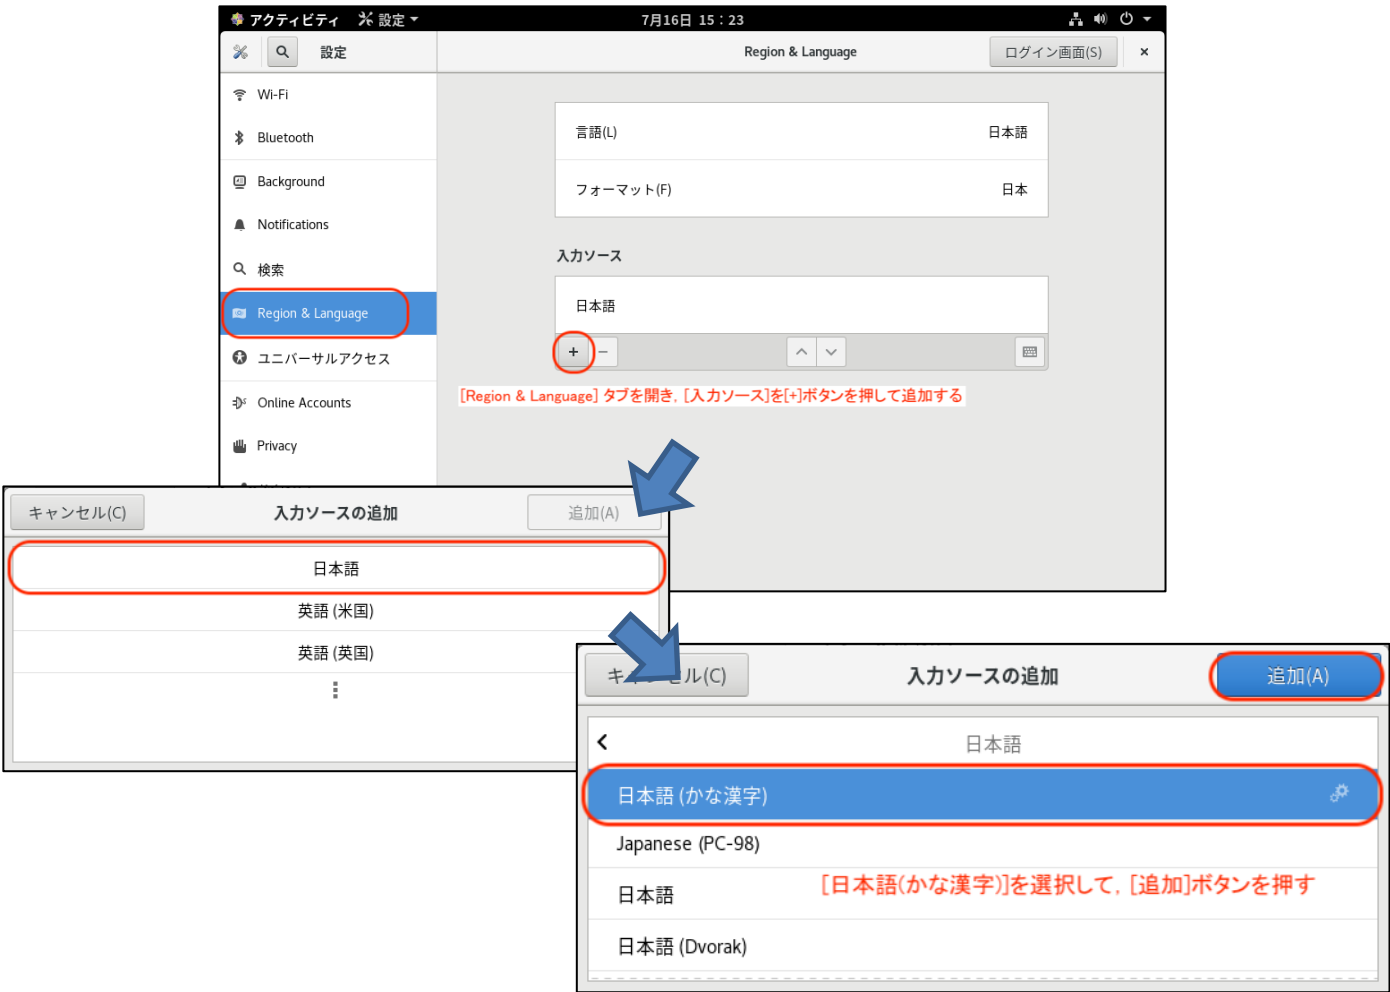 アクティビティ 設定 7月16日 15：23
設定 Region & Language ログイン画面(S)
Wi-Fi
Bluetooth
Background
Notifications
検索
Region & Language
ユニバーサルアクセス
Online Accounts
Privacy
言語(L) 日本語
フォーマット(F) 日本
入力ソース
日本語
[Region & Language] タブを開き, [入力ソース]を[+]ボタンを押して追加する
キャンセル(C) 入力ソースの追加 追加(A)
日本語
英語 (米国)
英語 (英国)
入力ソースの追加 追加(A)
日本語
日本語 (かな漢字)
Japanese (PC-98)
日本語
[日本語(かな漢字)]を選択して, [追加]ボタンを押す
日本語 (Dvorak)